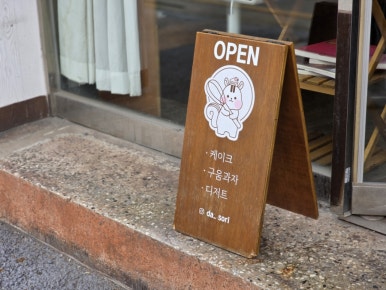 OPEN
· 케이크
· 구움과자
· 디저트
@ da_sori